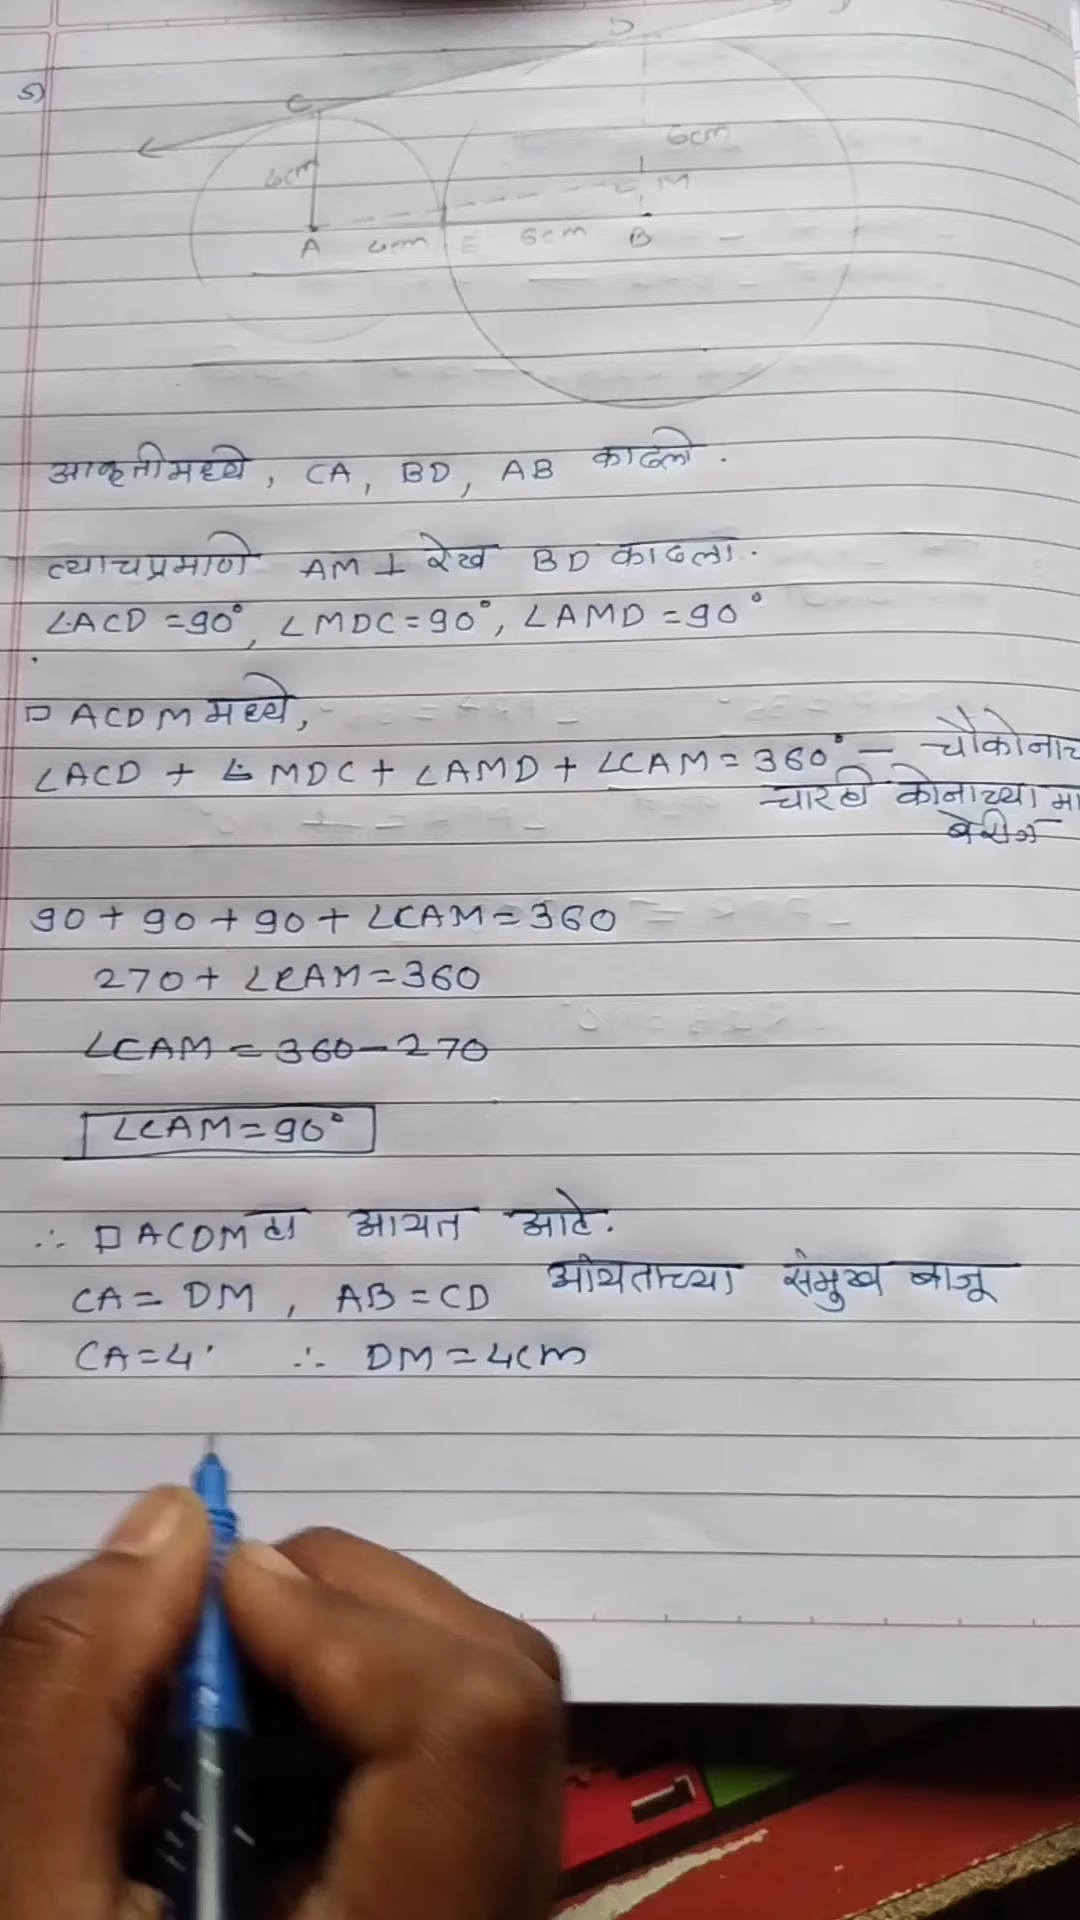 5)
D
C
6cm
4cm
M
A 4cm E 6cm B
आकृतीमध्ये, CA, BD, AB काढले.
त्याचप्रमाणे AM ⊥ रेख BD काढला.
∠ACD = 90°, ∠MDC = 90°, ∠AMD = 90°
□ ACDM मध्ये,
∠ACD + ∠MDC + ∠AMD + ∠CAM = 360° — चौकोनाच
चारही कोनाच्या मा
बेरीज
90 + 90 + 90 + ∠CAM = 360
270 + ∠CAM = 360
∠CAM = 360 - 270
∠CAM = 90°
∴ □ ACDM हा आयत आहे.
CA = DM, AB = CD आयताच्या संमुख बाजू
CA = 4 ∴ DM = 4cm